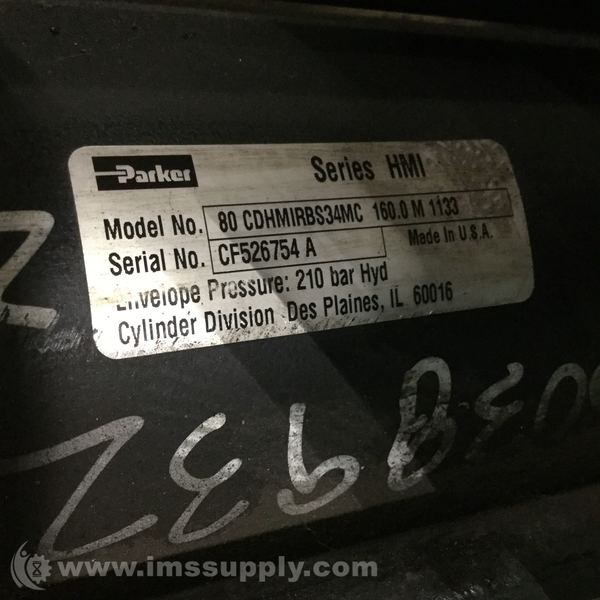 Parker
Series HMI
Model No. 80 CDHMIRBS34MC 160.0 M 1133
Serial No. CF526754 A
Made In U.S.A.
Envelope Pressure: 210 bar Hyd
Cylinder Division Des Plaines, IL 60016
www.imssupply.com